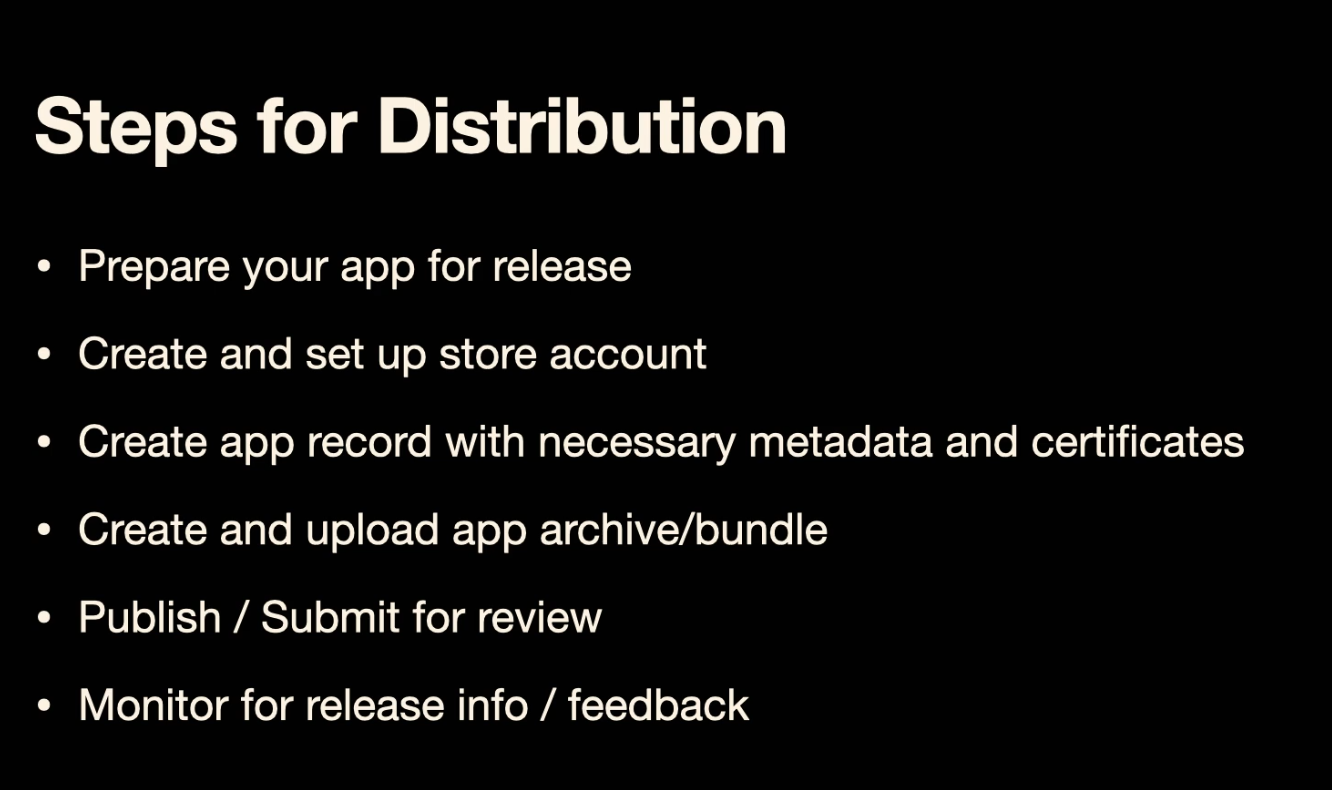 Steps for Distribution
• Prepare your app for release
• Create and set up store account
• Create app record with necessary metadata and certificates
• Create and upload app archive/bundle
• Publish / Submit for review
• Monitor for release info / feedback